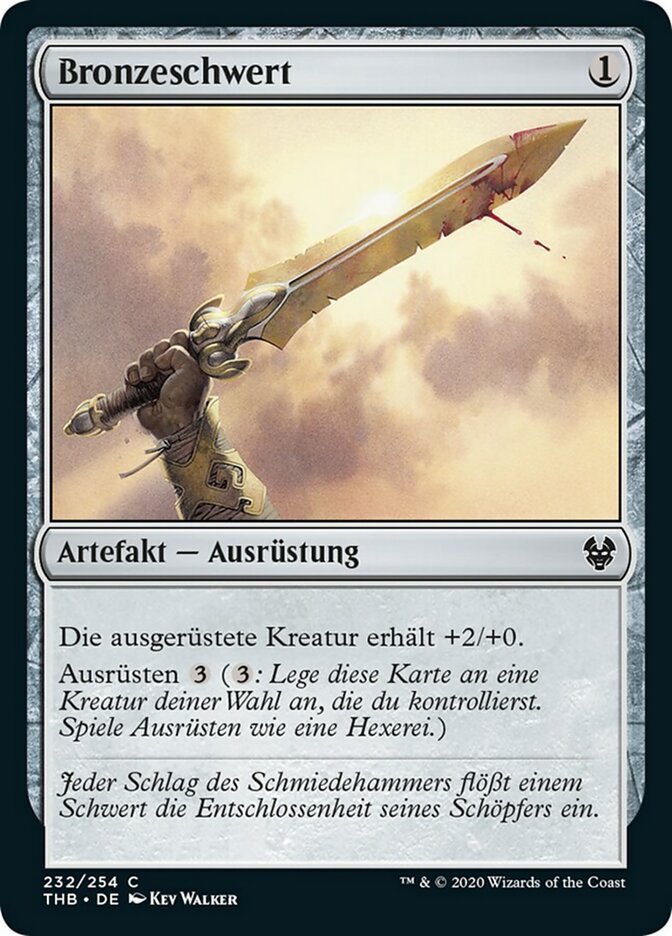 Bronzeschwert 1
Artefakt — Ausrüstung
Die ausgerüstete Kreatur erhält +2/+0.
Ausrüsten 3 (3: Lege diese Karte an eine
Kreatur deiner Wahl an, die du kontrollierst.
Spiele Ausrüsten wie eine Hexerei.)
Jeder Schlag des Schmiedehammers flößt einem
Schwert die Entschlossenheit seines Schöpfers ein.
232/254 C
THB • DE Kev Walker
™ & © 2020 Wizards of the Coast